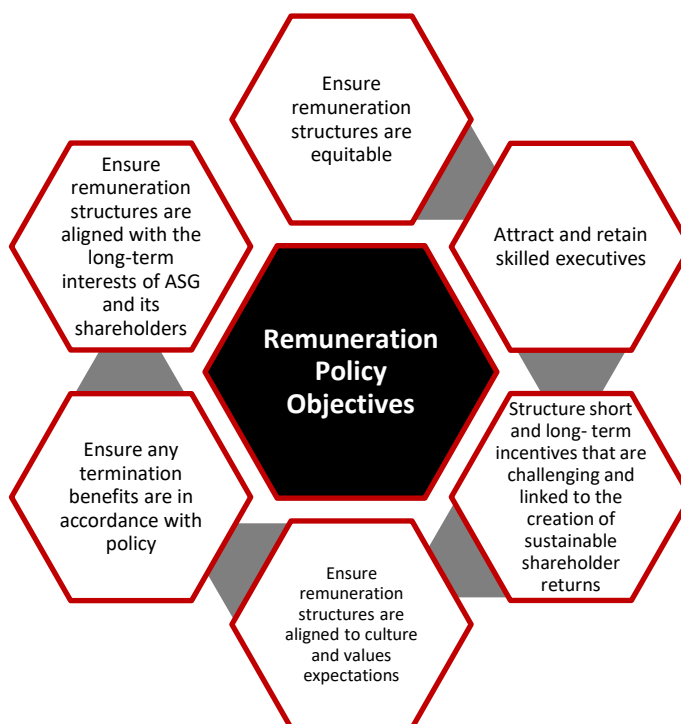 Ensure
remuneration
structures are
equitable
Attract and retain
skilled executives
Structure short
and long- term
incentives that are
challenging and
linked to the
creation of
sustainable
shareholder
returns
Ensure
remuneration
structures are
aligned to culture
and values
expectations
Ensure any
termination
benefits are in
accordance with
policy
Ensure
remuneration
structures are
aligned with the
long-term
interests of ASG
and its
shareholders
Remuneration
Policy
Objectives